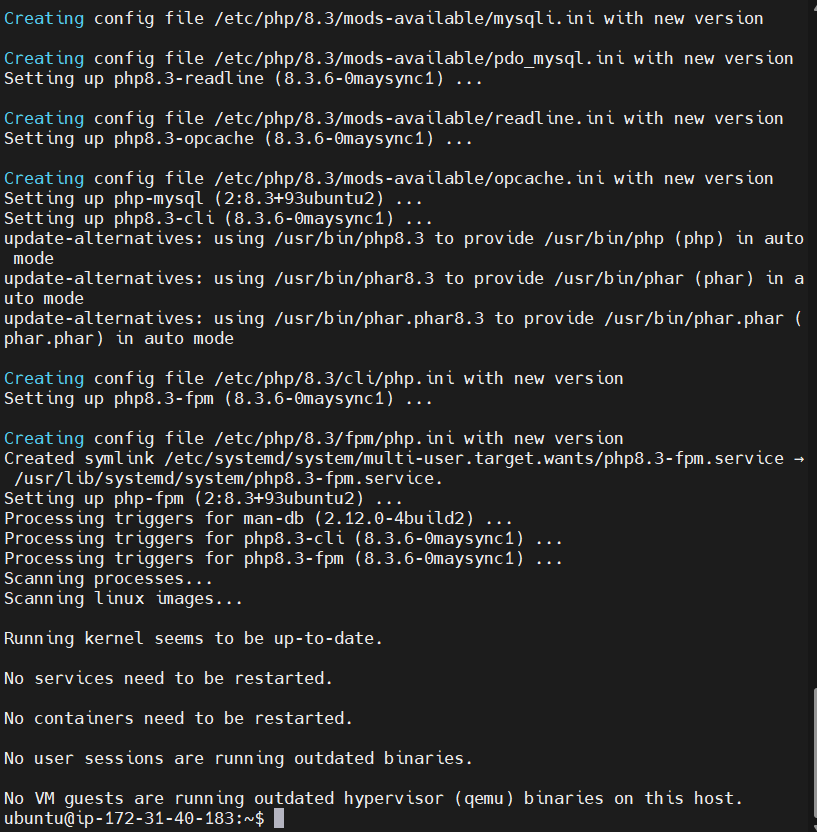 Creating config file /etc/php/8.3/mods-available/mysqli.ini with new version
Creating config file /etc/php/8.3/mods-available/pdo_mysql.ini with new version
Setting up php8.3-readline (8.3.6-0maysync1) ...
Creating config file /etc/php/8.3/mods-available/readline.ini with new version
Setting up php8.3-opcache (8.3.6-0maysync1) ...
Creating config file /etc/php/8.3/mods-available/opcache.ini with new version
Setting up php-mysql (2:8.3+93ubuntu2) ...
Setting up php8.3-cli (8.3.6-0maysync1) ...
update-alternatives: using /usr/bin/php8.3 to provide /usr/bin/php (php) in auto
 mode
update-alternatives: using /usr/bin/phar8.3 to provide /usr/bin/phar (phar) in a
uto mode
update-alternatives: using /usr/bin/phar.phar8.3 to provide /usr/bin/phar.phar (
phar.phar) in auto mode
Creating config file /etc/php/8.3/cli/php.ini with new version
Setting up php8.3-fpm (8.3.6-0maysync1) ...
Creating config file /etc/php/8.3/fpm/php.ini with new version
Created symlink /etc/systemd/system/multi-user.target.wants/php8.3-fpm.service →
 /usr/lib/systemd/system/php8.3-fpm.service.
Setting up php-fpm (2:8.3+93ubuntu2) ...
Processing triggers for man-db (2.12.0-4build2) ...
Processing triggers for php8.3-cli (8.3.6-0maysync1) ...
Processing triggers for php8.3-fpm (8.3.6-0maysync1) ...
Scanning processes...
Scanning linux images...
Running kernel seems to be up-to-date.
No services need to be restarted.
No containers need to be restarted.
No user sessions are running outdated binaries.
No VM guests are running outdated hypervisor (qemu) binaries on this host.
ubuntu@ip-172-31-40-183:~$